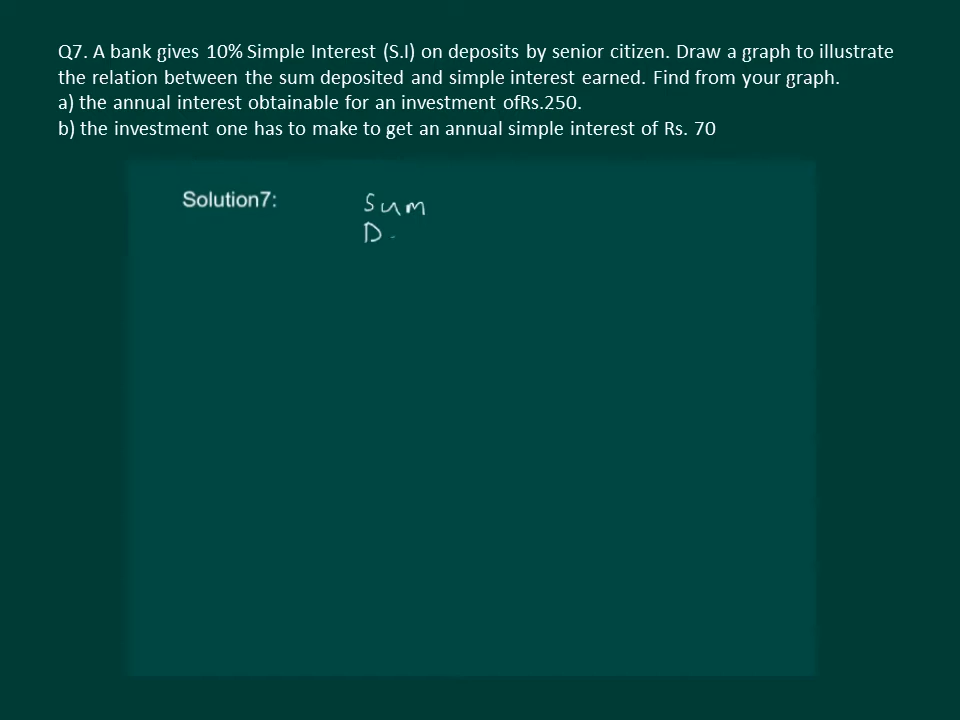 Q7. A bank gives 10% Simple Interest (S.I) on deposits by senior citizen. Draw a graph to illustrate
the relation between the sum deposited and simple interest earned. Find from your graph.
a) the annual interest obtainable for an investment ofRs.250.
b) the investment one has to make to get an annual simple interest of Rs. 70
Solution7:
Sum
D